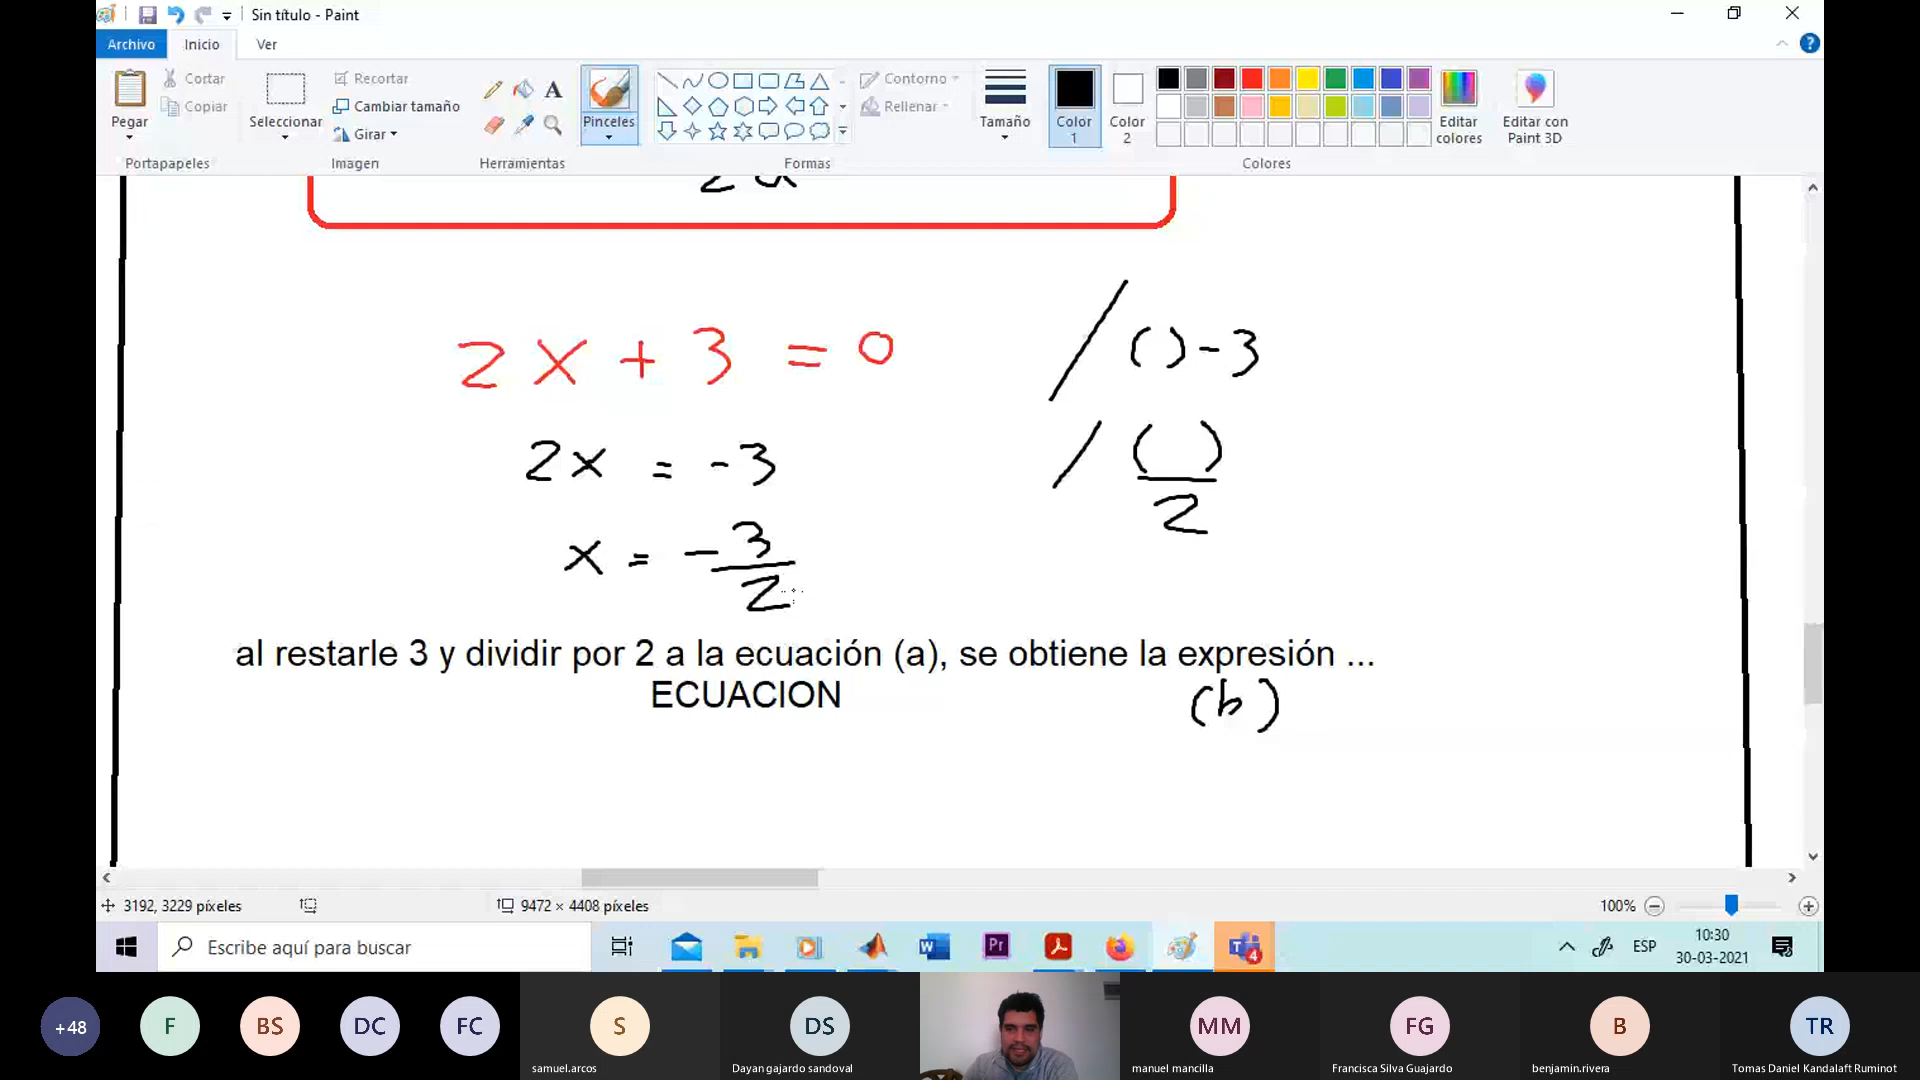 Sin título - Paint
Archivo Inicio Ver
Pegar
Cortar
Copiar
Portapapeles
Seleccionar
Recortar
Cambiar tamaño
Girar
Imagen
A
Herramientas
Pinceles
Contorno
Rellenar
Formas
Tamaño
Color 1
Color 2
Editar colores
Editar con Paint 3D
Colores
2a
2x + 3 = 0 / ( ) - 3
2x = -3 / ( )
2
x = - 3
2
al restarle 3 y dividir por 2 a la ecuación (a), se obtiene la expresión ...
ECUACION
(b)
3192, 3229 píxeles
9472 × 4408 píxeles
100%
Escribe aquí para buscar
W
Pr
T
4
ESP
10:30
30-03-2021
+48 F BS DC FC S DS MM FG B TR
samuel.arcos
Dayan gajardo sandoval
manuel mancilla
Francisca Silva Guajardo
benjamin.rivera
Tomas Daniel Kandalaft Ruminot